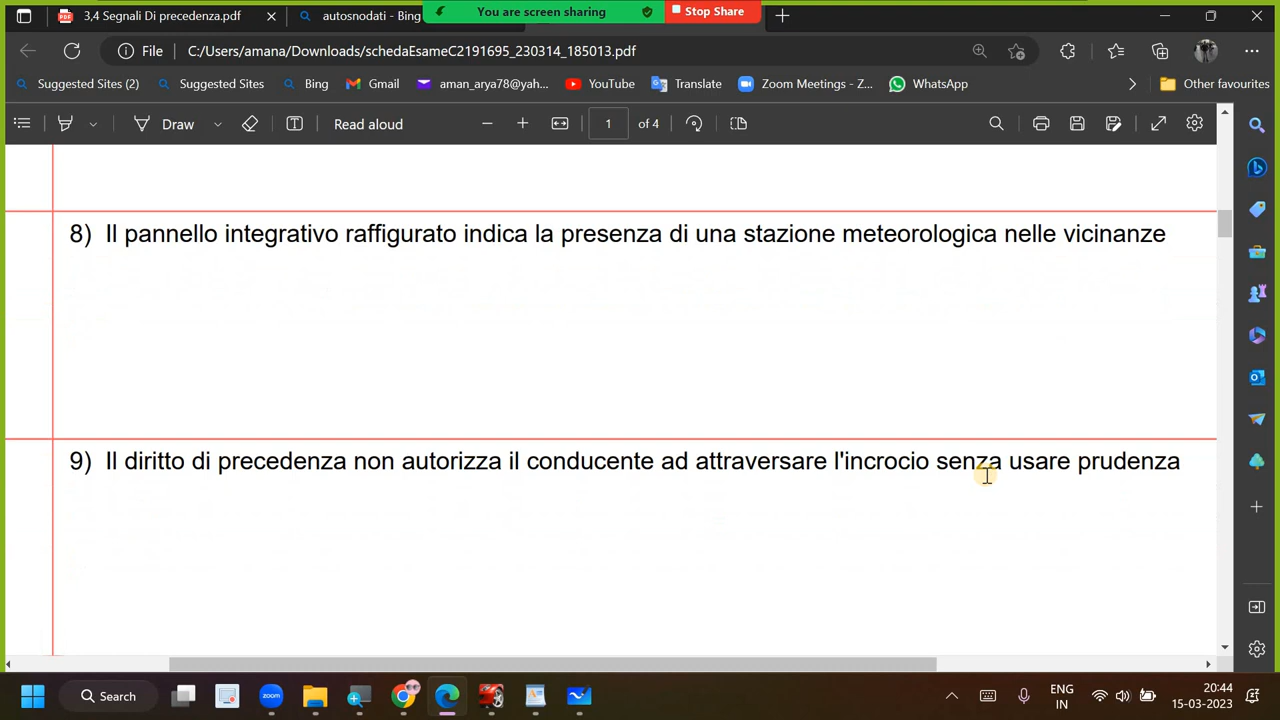 3,4 Segnali Di precedenza.pdf
autosnodati - Bing
You are screen sharing
Stop Share
File
C:/Users/amana/Downloads/schedaEsameC2191695_230314_185013.pdf
Suggested Sites (2)
Suggested Sites
Bing
Gmail
aman_arya78@yah...
YouTube
Translate
Zoom Meetings - Z...
WhatsApp
Other favourites
Draw
Read aloud
1
of 4
8) Il pannello integrativo raffigurato indica la presenza di una stazione meteorologica nelle vicinanze
9) Il diritto di precedenza non autorizza il conducente ad attraversare l'incrocio senza usare prudenza
Search
zoom
ENG
IN
20:44
15-03-2023